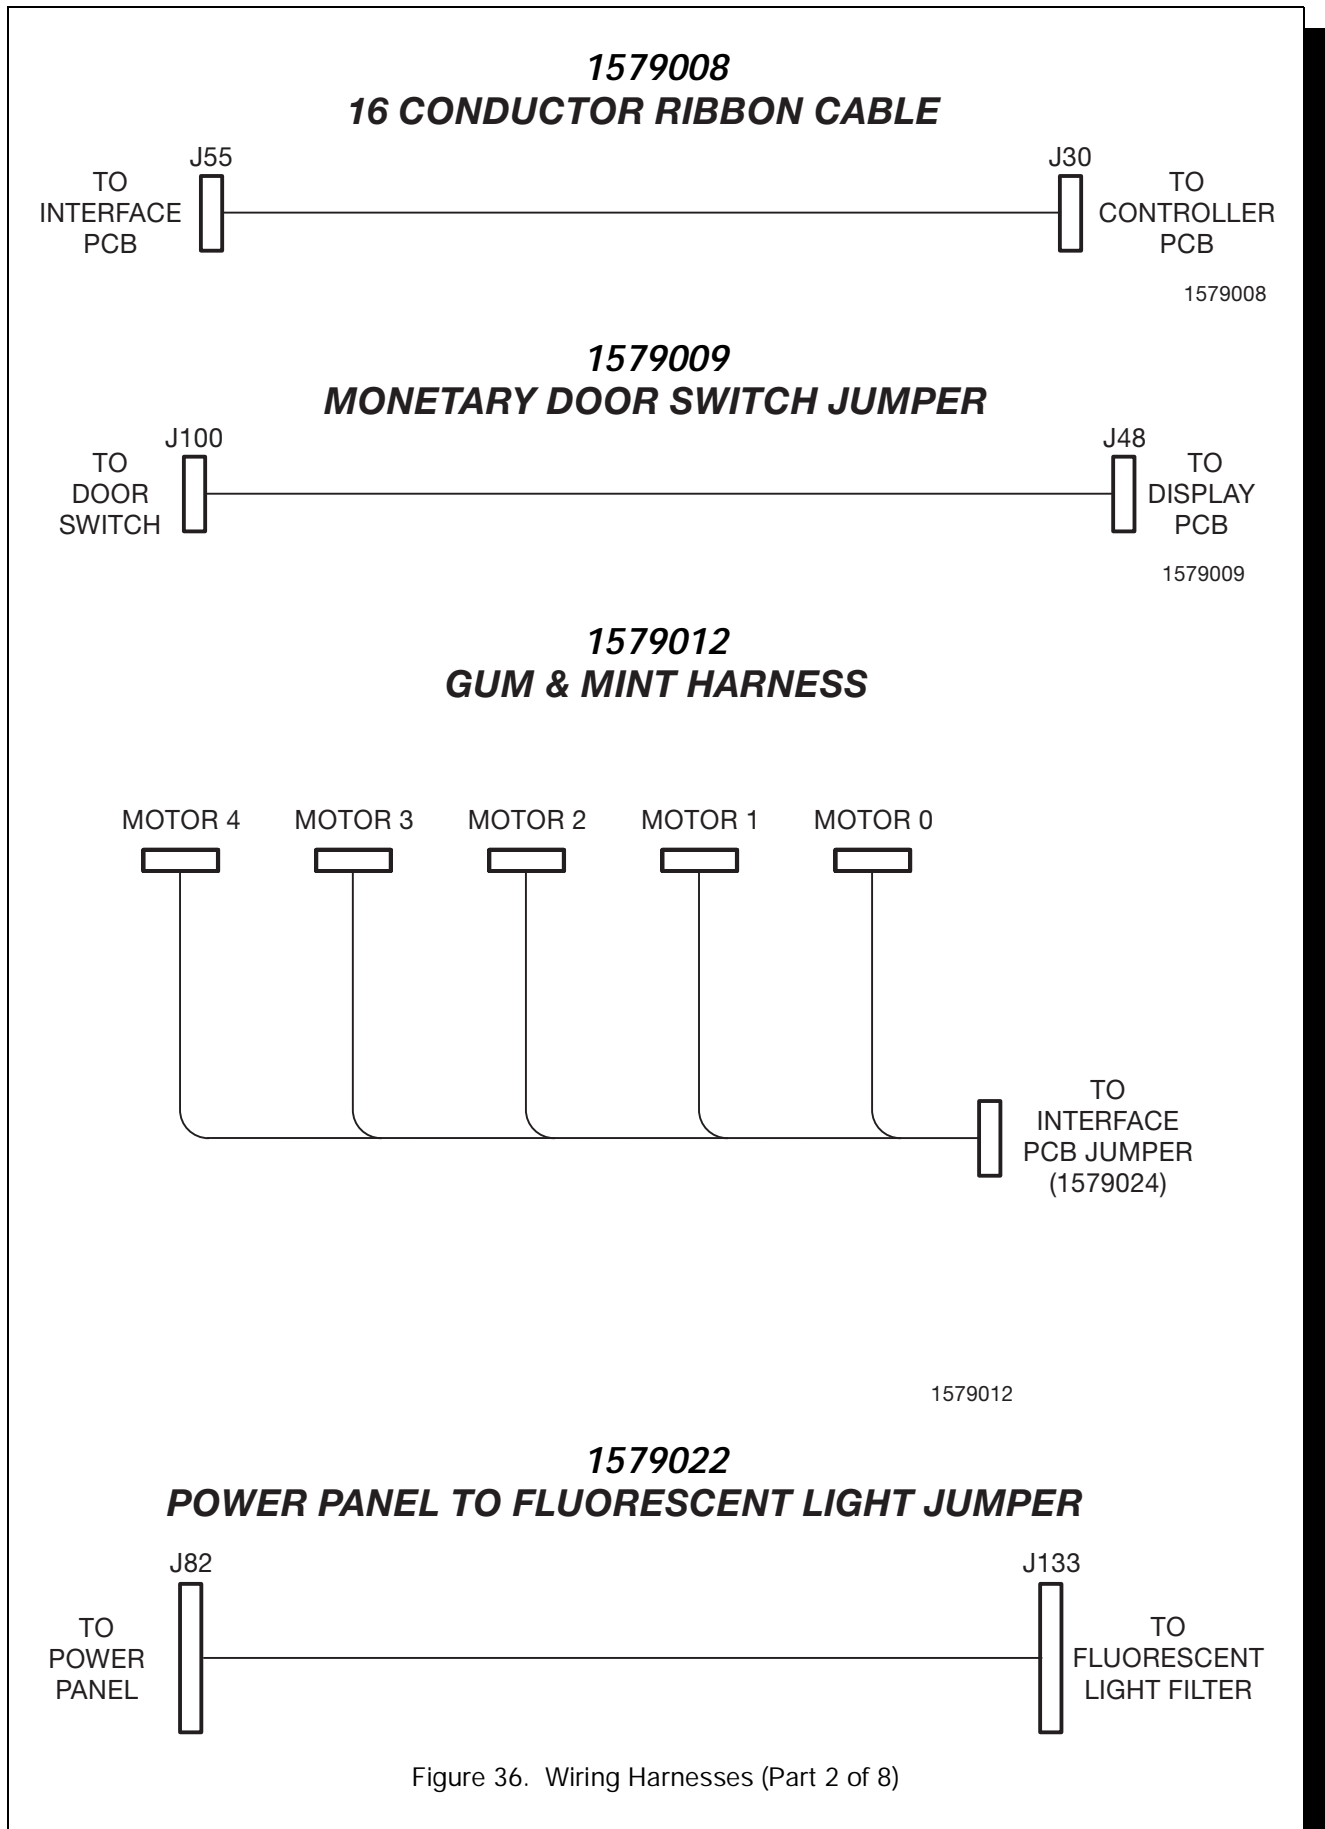 1579008
16 CONDUCTOR RIBBON CABLE
J55
J30
TO
INTERFACE
PCB
TO
CONTROLLER
PCB
1579008
1579009
MONETARY DOOR SWITCH JUMPER
J100
J48
TO
DOOR
SWITCH
TO
DISPLAY
PCB
1579009
1579012
GUM & MINT HARNESS
MOTOR 4 MOTOR 3 MOTOR 2 MOTOR 1 MOTOR 0
TO
INTERFACE
PCB JUMPER
(1579024)
1579012
1579022
POWER PANEL TO FLUORESCENT LIGHT JUMPER
J82
J133
TO
POWER
PANEL
TO
FLUORESCENT
LIGHT FILTER
Figure 36. Wiring Harnesses (Part 2 of 8)